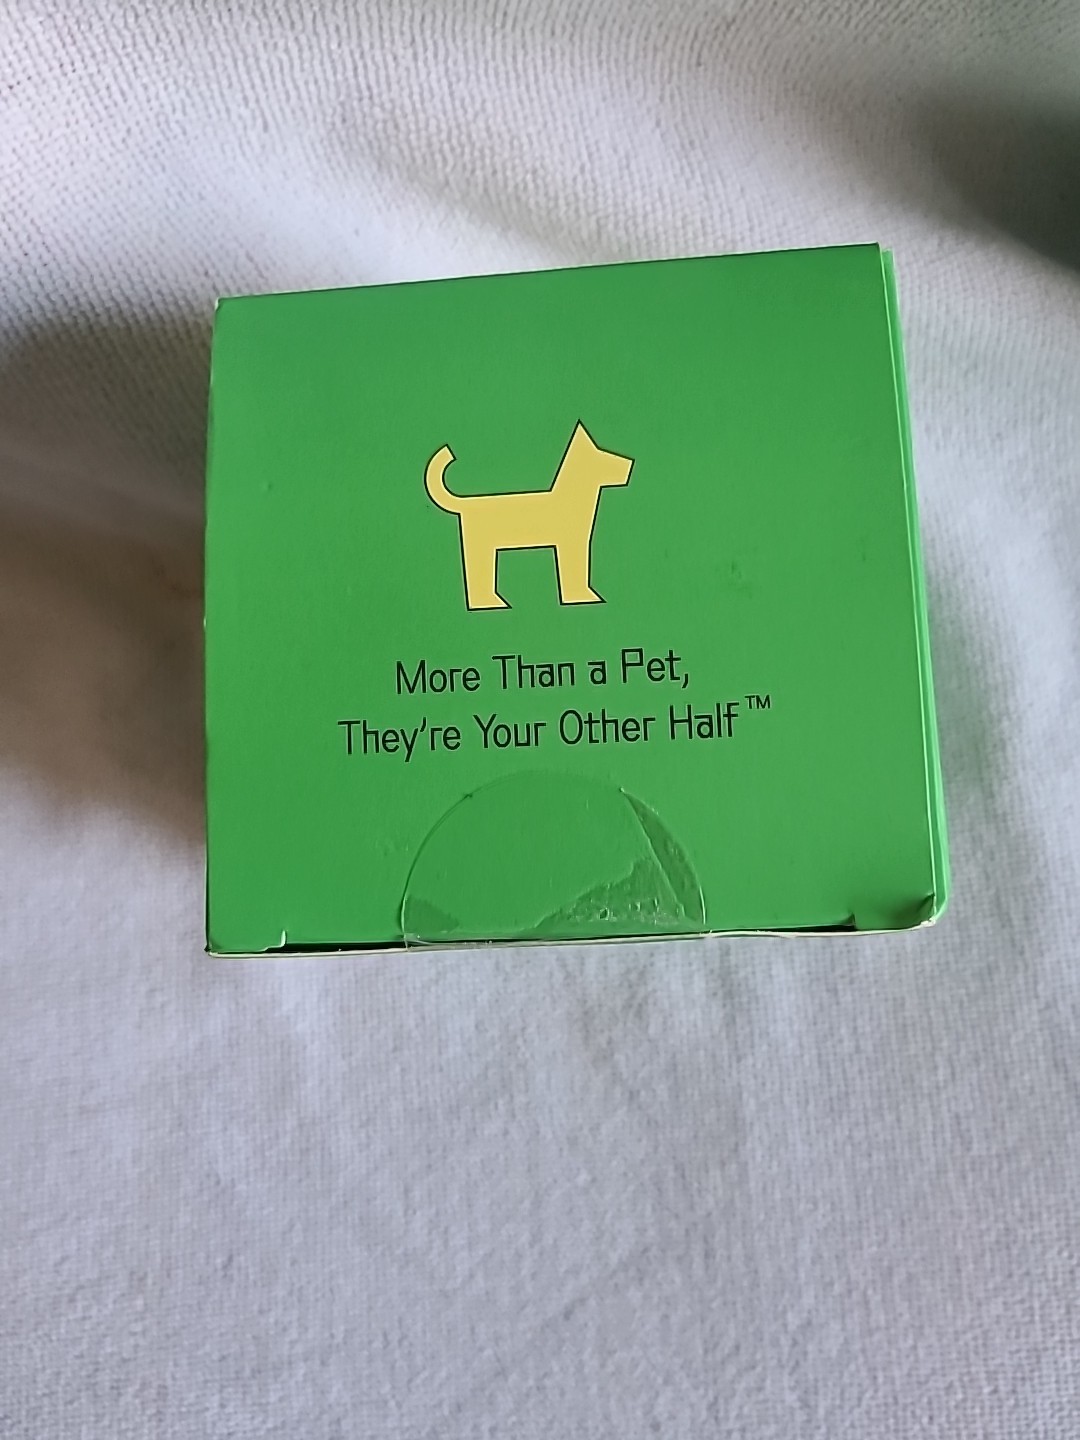 More Than a Pet,
They're Your Other Half™